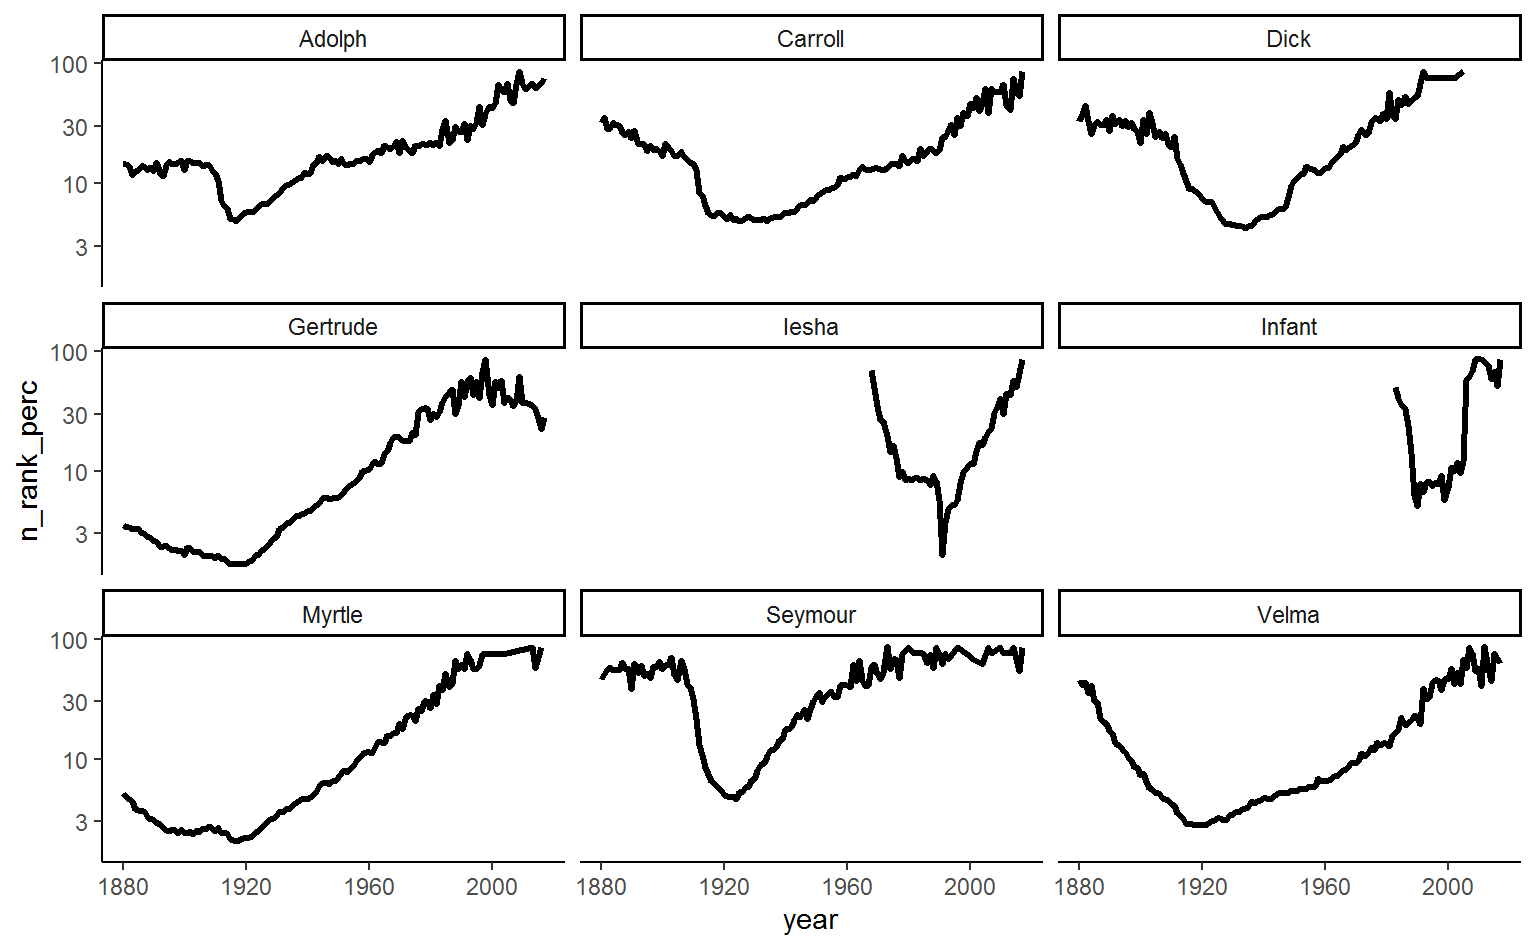 Adolph Carroll Dick
100
30
10
3
Gertrude Iesha Infant
100
30
10
3
n_rank_perc
Myrtle Seymour Velma
100
30
10
3
1880 1920 1960 2000 1880 1920 1960 2000 1880 1920 1960 2000
year